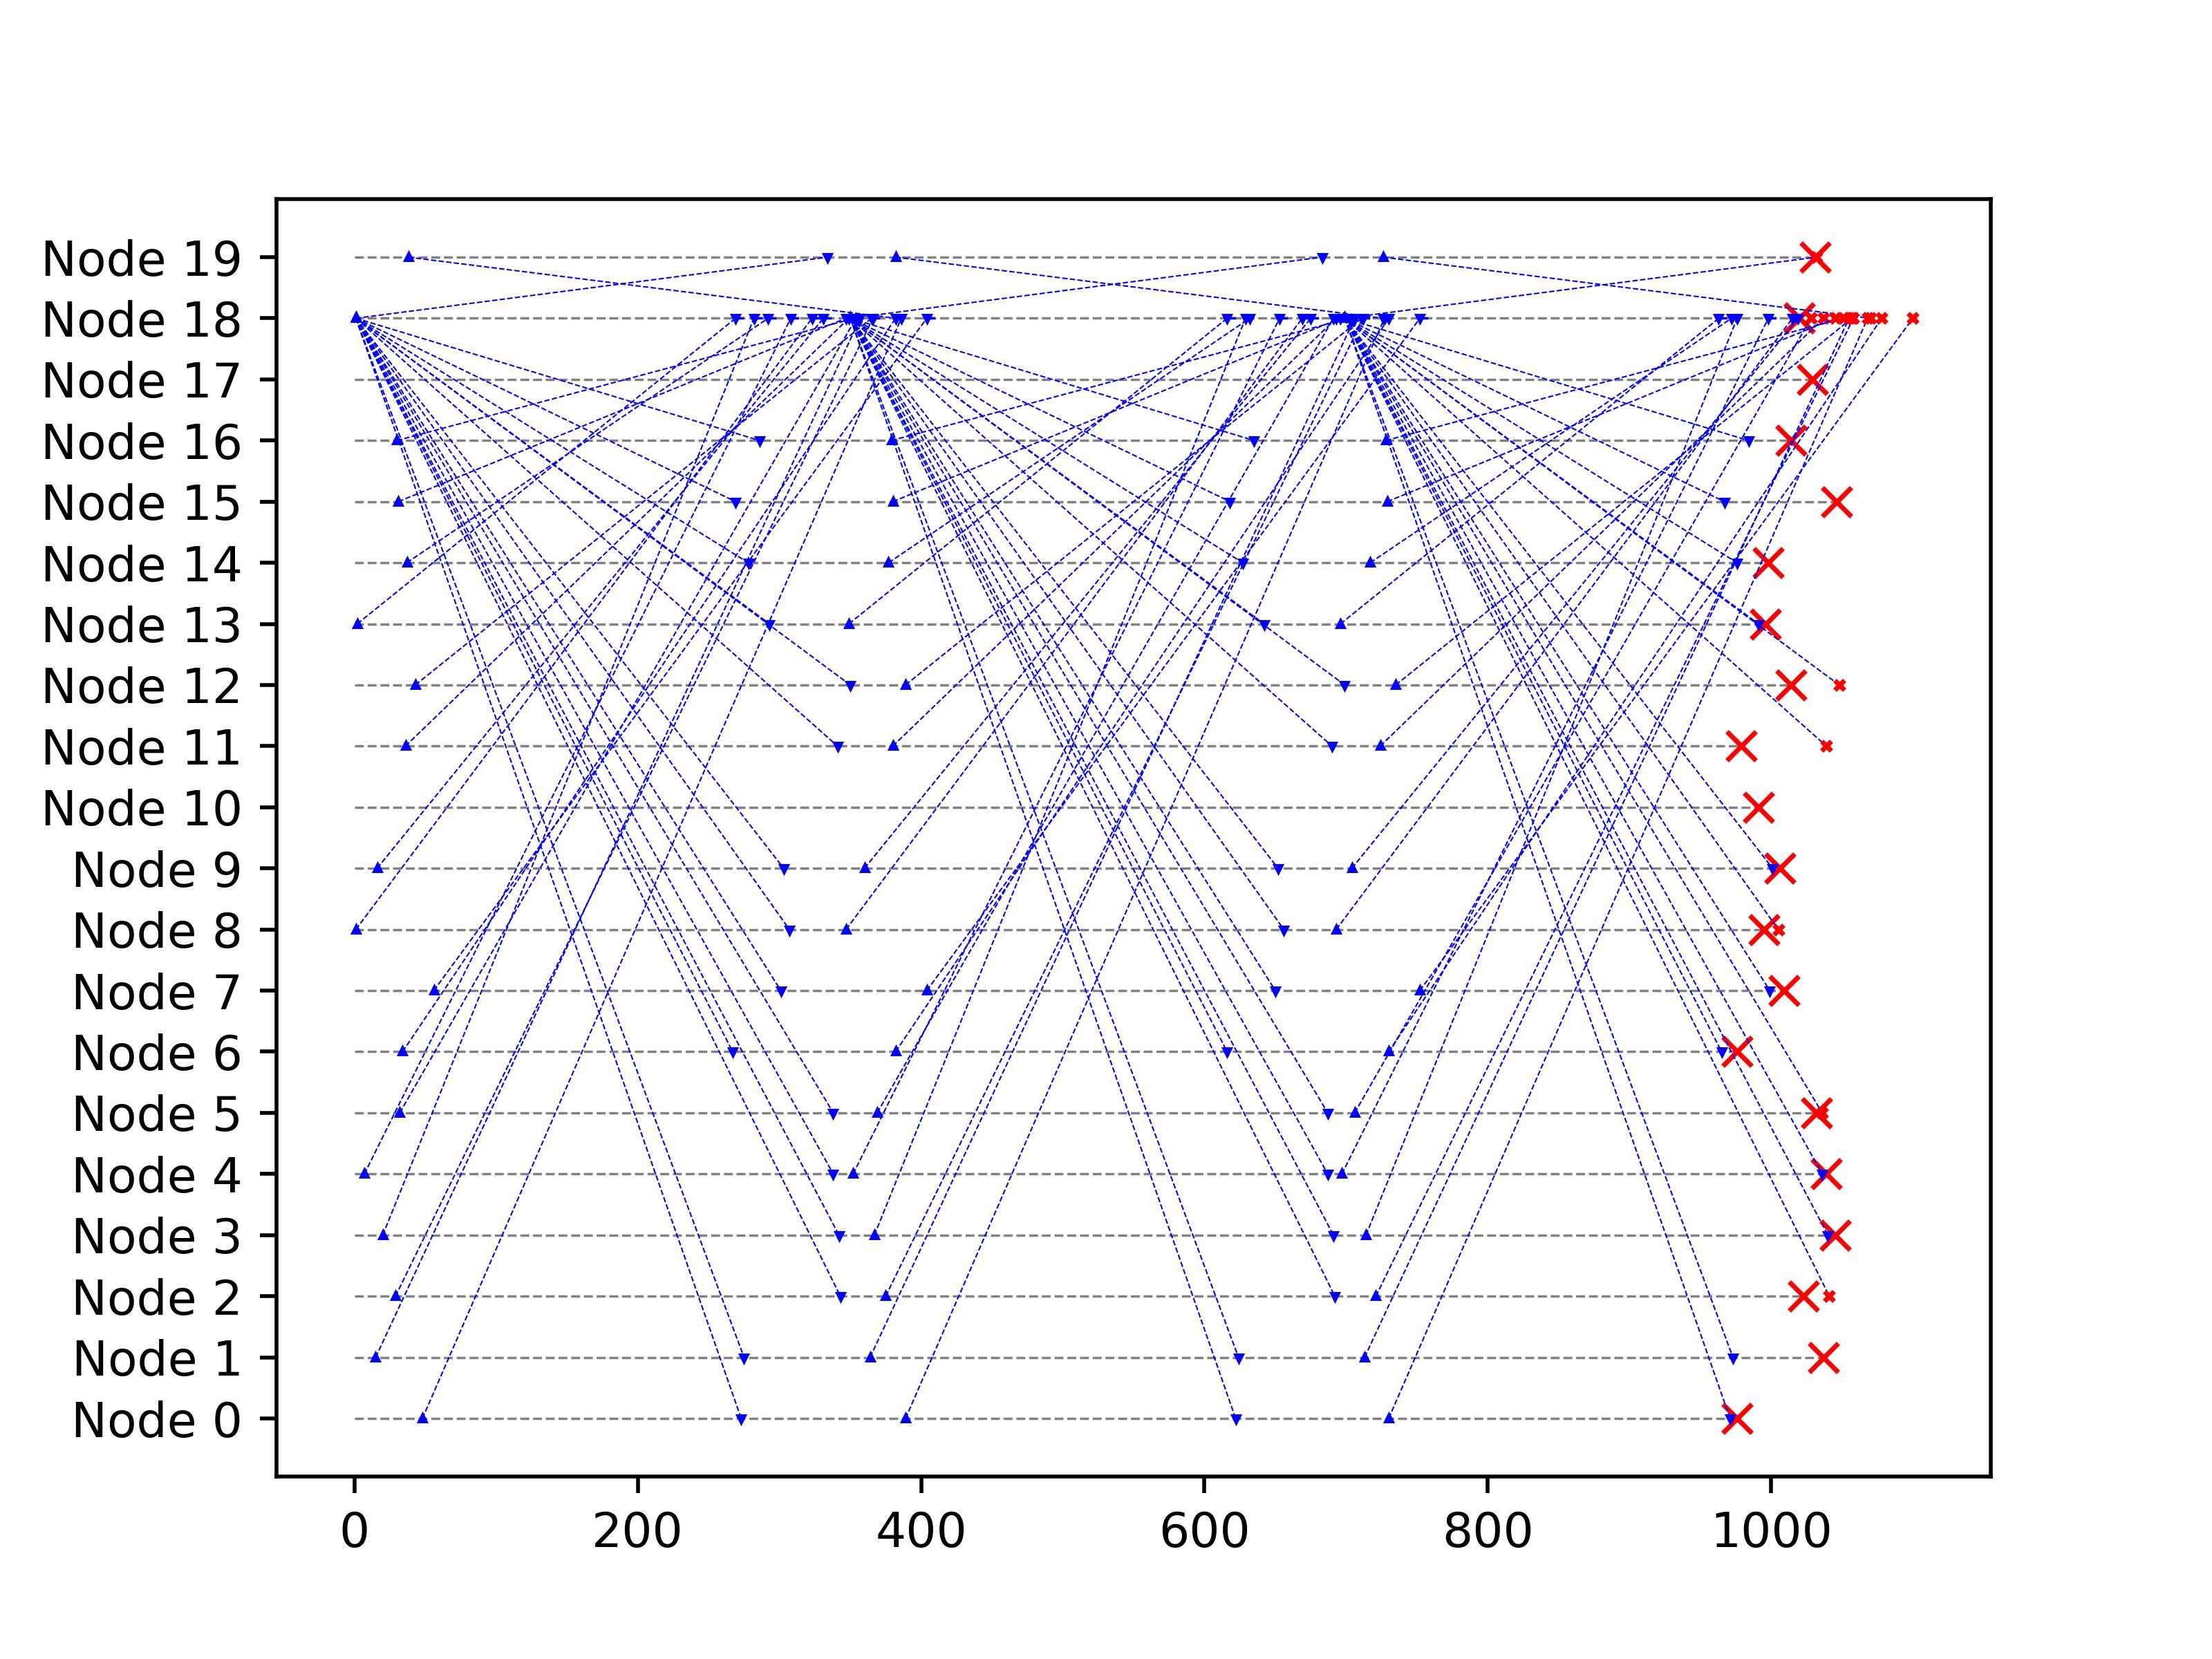 Node 19
Node 18
Node 17
Node 16
Node 15
Node 14
Node 13
Node 12
Node 11
Node 10
Node 9
Node 8
Node 7
Node 6
Node 5
Node 4
Node 3
Node 2
Node 1
Node 0
0 200 400 600 800 1000